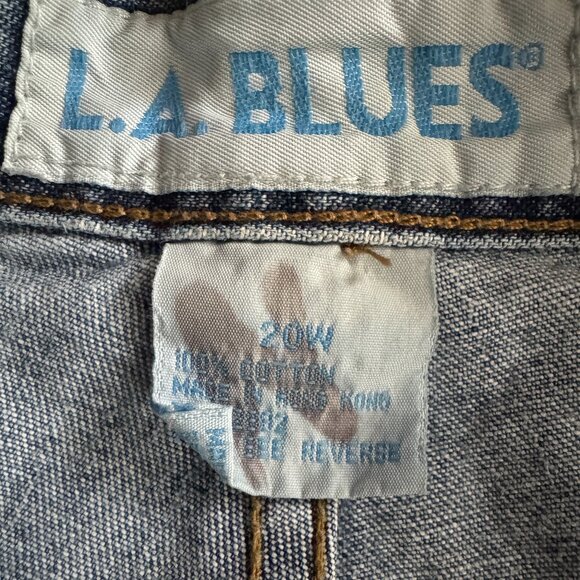 L.A. BLUES®
20W
100% COTTON
MADE IN HONG KONG
SEE REVERSE